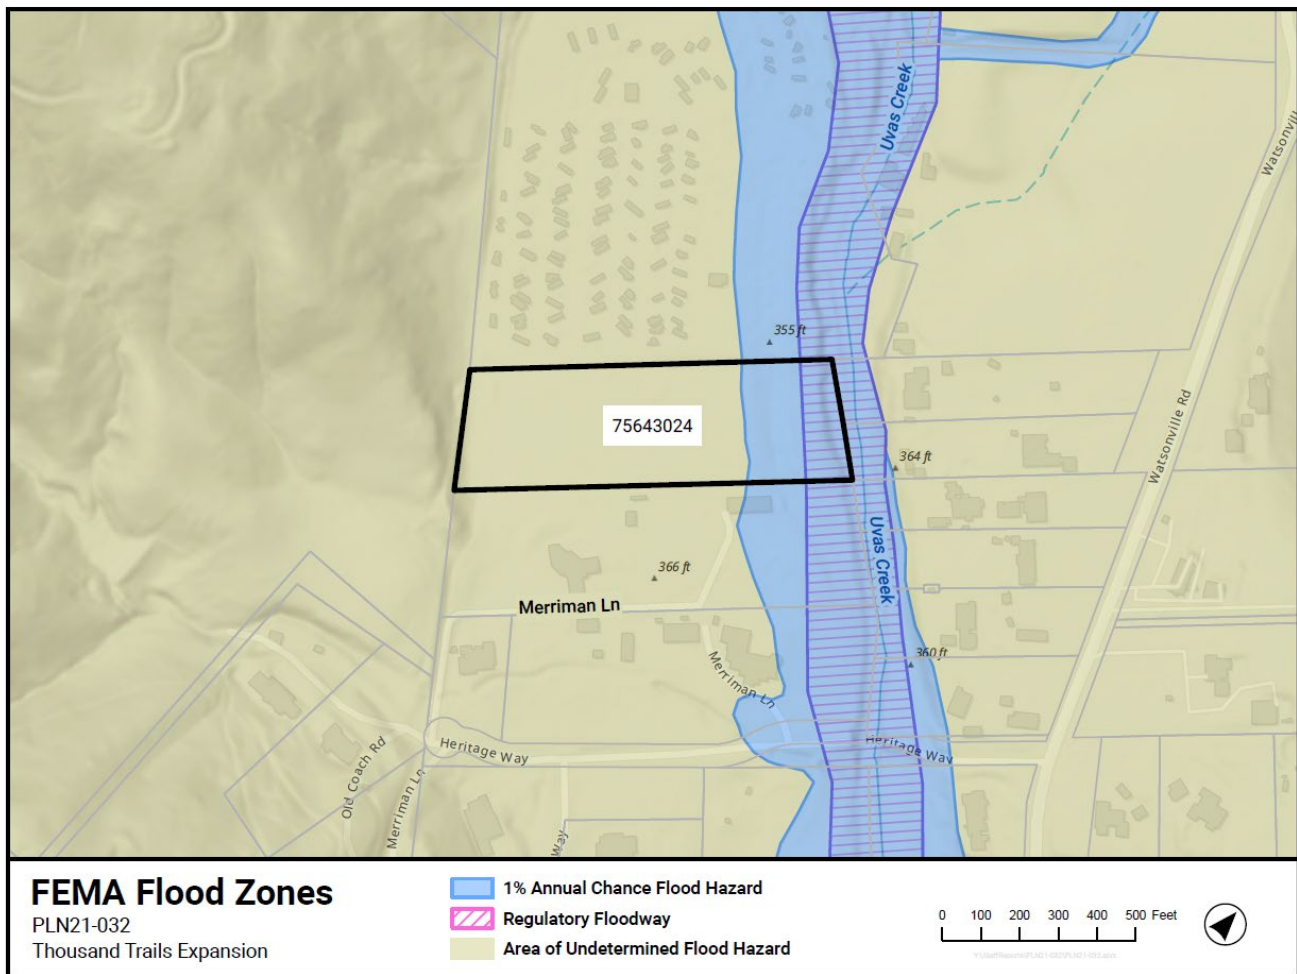 Uvas Creek
Watsonvill
355 ft
75643024
Watsonville Rd
364 ft
Uvas Creek
366 ft
Merriman Ln
360 ft
Merriman Ln
Heritage Way
Heritage Way
Old Coach Rd
Merriman Ln
Way
FEMA Flood Zones
PLN21-032
Thousand Trails Expansion
1% Annual Chance Flood Hazard
Regulatory Floodway
Area of Undetermined Flood Hazard
0 100 200 300 400 500 Feet